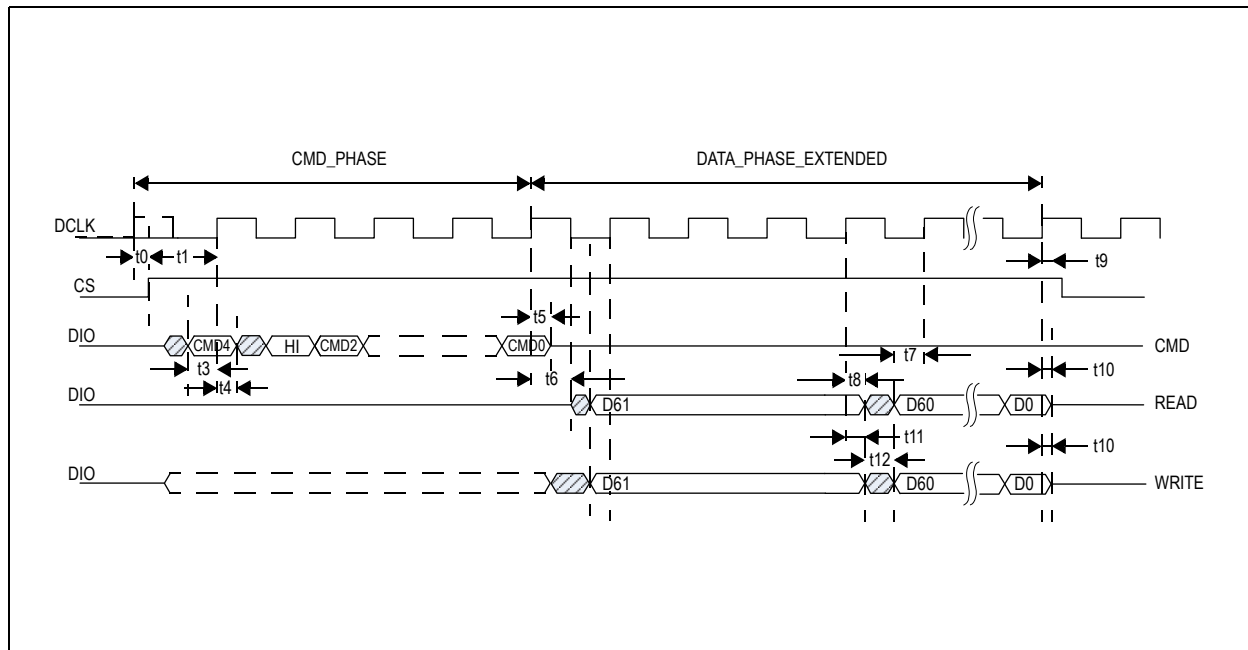 CMD_PHASE DATA_PHASE_EXTENDED
DCLK
t0 t1 t9
CS
t5
DIO CMD4 HI CMD2 CMD0 t7 CMD
t3 t6 t8 t10
t4
DIO D61 D60 D0 READ
t11 t10
t12
DIO D61 D60 D0 WRITE